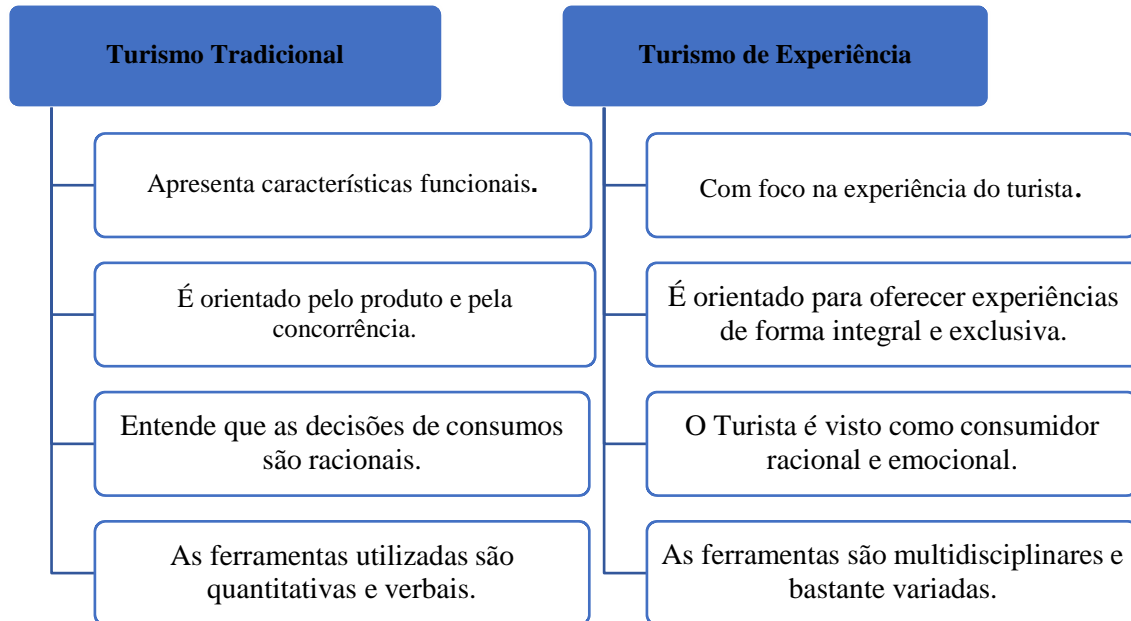 Turismo Tradicional
Apresenta características funcionais.
É orientado pelo produto e pela
concorrência.
Entende que as decisões de consumos
são racionais.
As ferramentas utilizadas são
quantitativas e verbais.
Turismo de Experiência
Com foco na experiência do turista.
É orientado para oferecer experiências
de forma integral e exclusiva.
O Turista é visto como consumidor
racional e emocional.
As ferramentas são multidisciplinares e
bastante variadas.